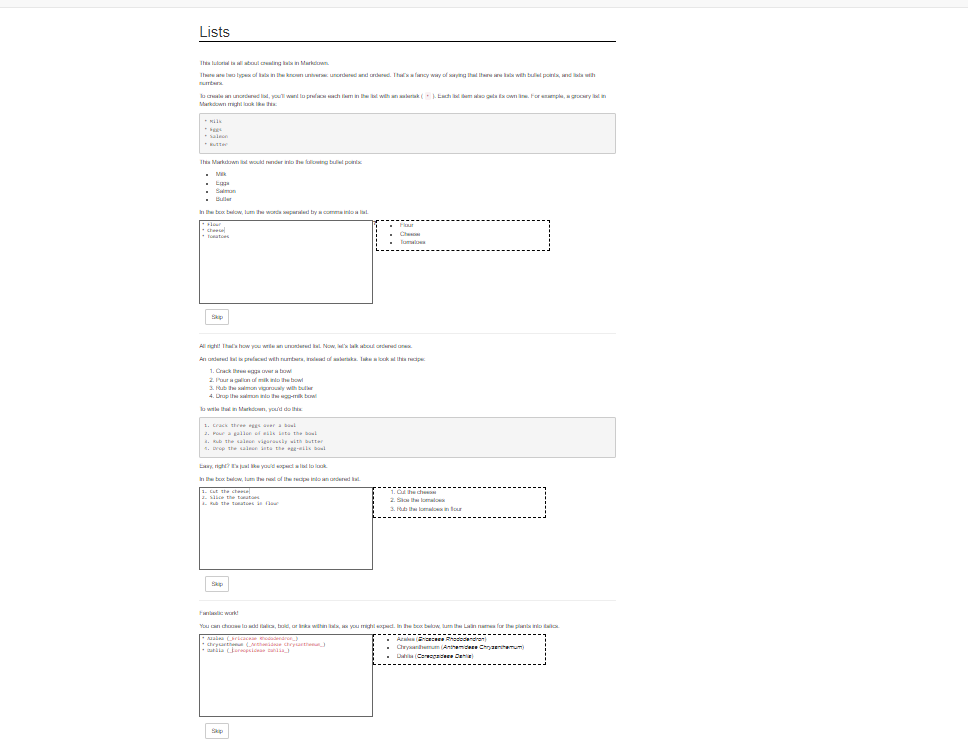 Lists
This tutorial is all about creating lists in Markdown.
There are two types of lists in the known universe: unordered and ordered. That's a fancy way of saying that there are lists with bullet points, and lists with
numbers.
To create an unordered list, you'll want to preface each item in the list with an asterisk ( * ). Each list item also gets its own line. For example, a grocery list in
Markdown might look like this:
* Milk
* Eggs
* Salmon
* Butter
This Markdown list would render into the following bullet points:
• Milk
• Eggs
• Salmon
• Butter
In the box below, turn the words separated by a comma into a list.
* Flour
* Cheese
* Tomatoes
• Flour
• Cheese
• Tomatoes
Skip
All right! That's how you write an unordered list. Now, let's talk about ordered ones.
An ordered list is prefaced with numbers, instead of asterisks. Take a look at this recipe:
1. Crack three eggs over a bowl
2. Pour a gallon of milk into the bowl
3. Rub the salmon vigorously with butter
4. Drop the salmon into the egg-milk bowl
To write that in Markdown, you'd do this:
1. Crack three eggs over a bowl
2. Pour a gallon of milk into the bowl
3. Rub the salmon vigorously with butter
4. Drop the salmon into the egg-milk bowl
Easy, right? It's just like you'd expect a list to look.
In the box below, turn the rest of the recipe into an ordered list.
1. Cut the cheese
2. Slice the tomatoes
3. Rub the tomatoes in flour
1. Cut the cheese
2. Slice the tomatoes
3. Rub the tomatoes in flour
Skip
Fantastic work!
You can choose to add italics, bold, or links within lists, as you might expect. In the box below, turn the Latin names for the plants into italics.
* Azalea (_Ericaceae Rhododendron_)
* Chrysanthemum (_Anthemideae Chrysanthemum_)
* Dahlia (_Coreopsideae Dahlia_)
• Azalea (Ericaceae Rhododendron)
• Chrysanthemum (Anthemideae Chrysanthemum)
• Dahlia (Coreopsideae Dahlia)
Skip